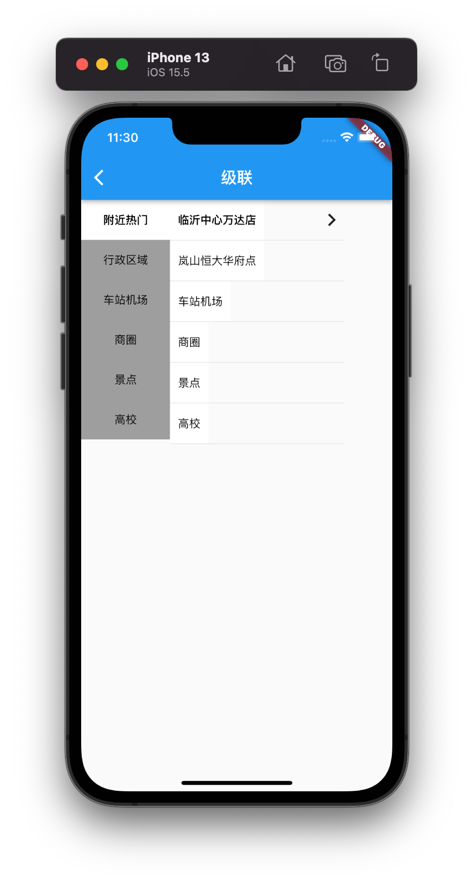 iPhone 13
iOS 15.5
11:30
DEBUG
级联
附近热门
临沂中心万达店
行政区域
岚山恒大华府点
车站机场
车站机场
商圈
商圈
景点
景点
高校
高校